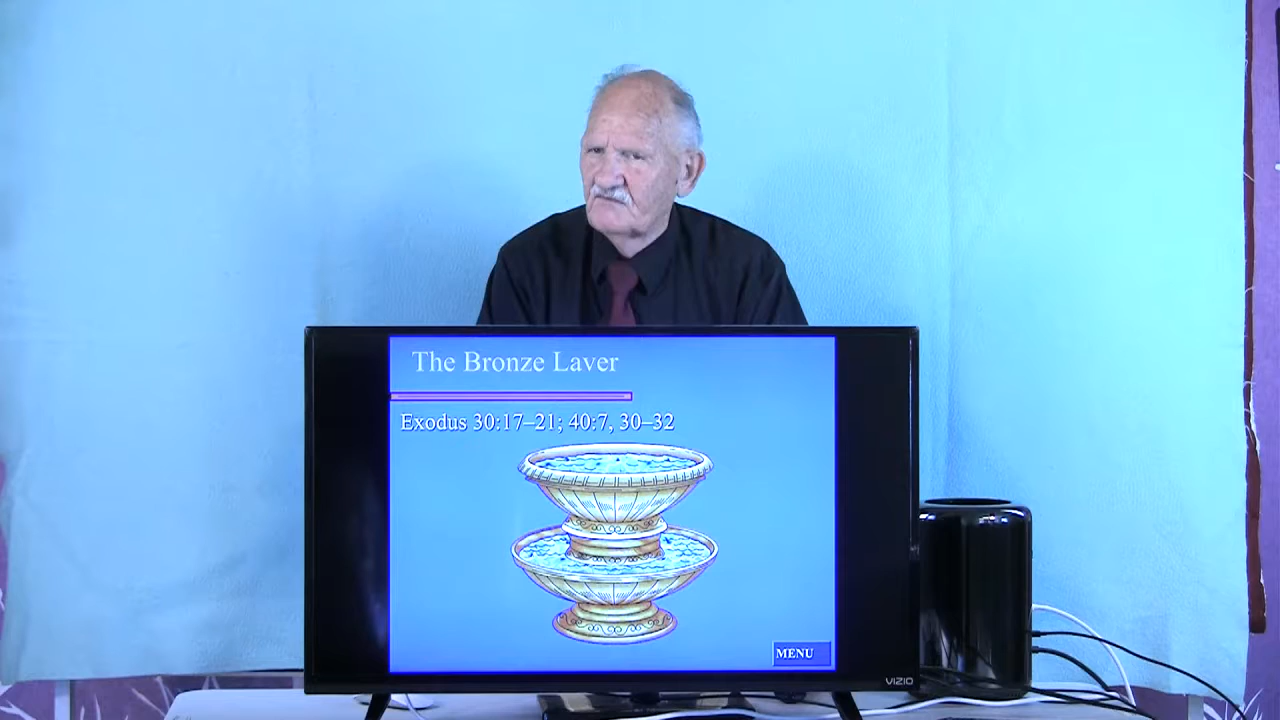 The Bronze Laver
Exodus 30:17–21; 40:7, 30–32
MENU
VIZIO